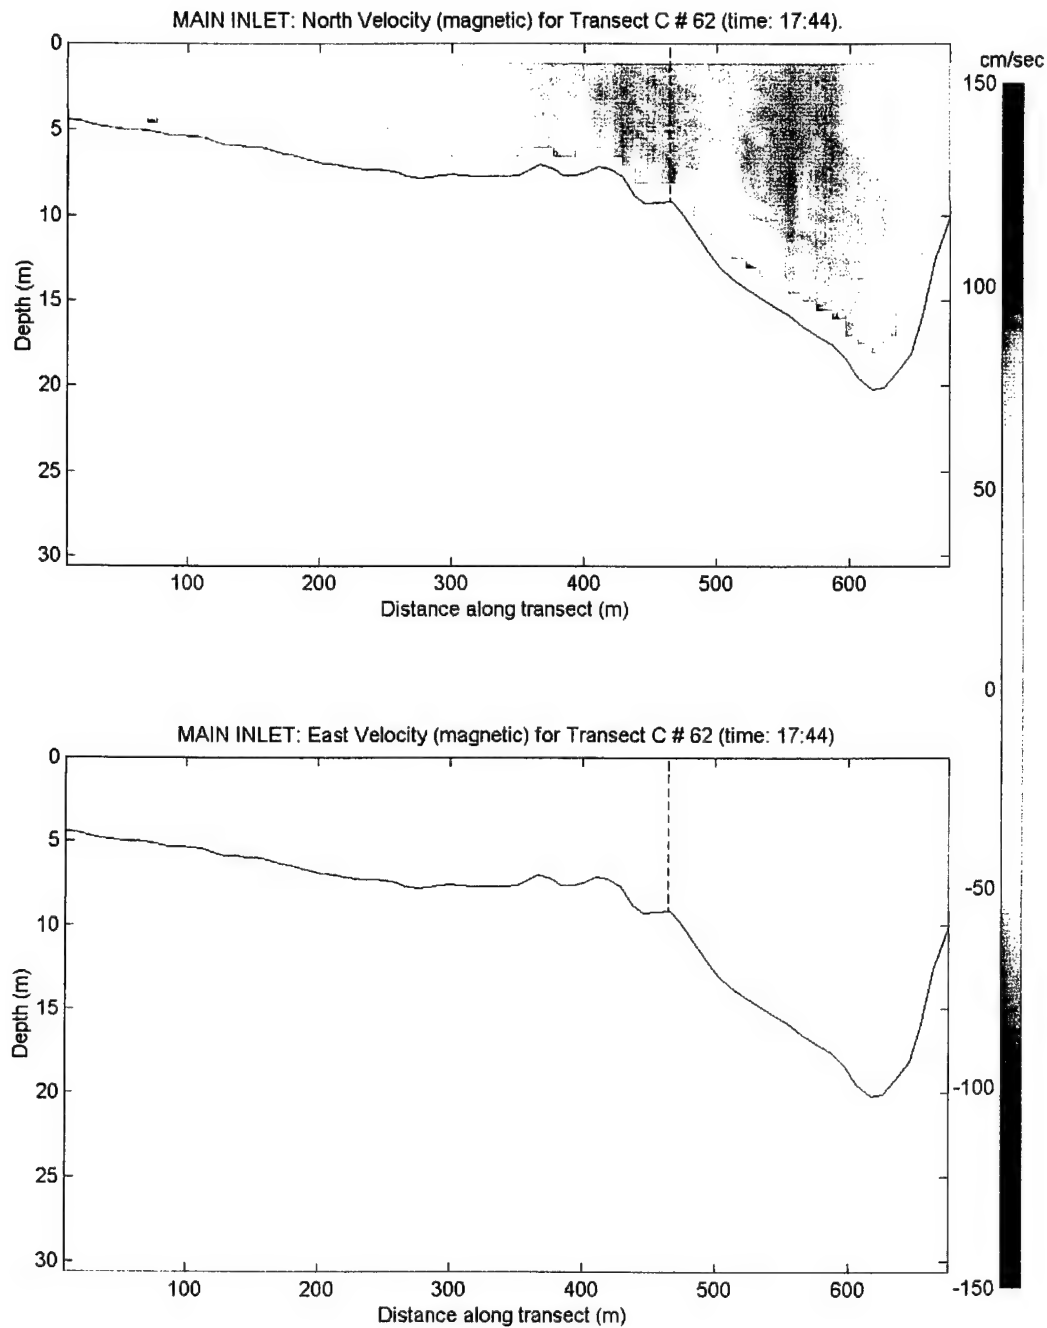 MAIN INLET: North Velocity (magnetic) for Transect C # 62 (time: 17:44).
cm/sec
0
5
10
15
20
25
30
Depth (m)
100 200 300 400 500 600
Distance along transect (m)
150
100
50
0
-50
-100
-150
MAIN INLET: East Velocity (magnetic) for Transect C # 62 (time: 17:44)
0
5
10
15
20
25
30
Depth (m)
100 200 300 400 500 600
Distance along transect (m)